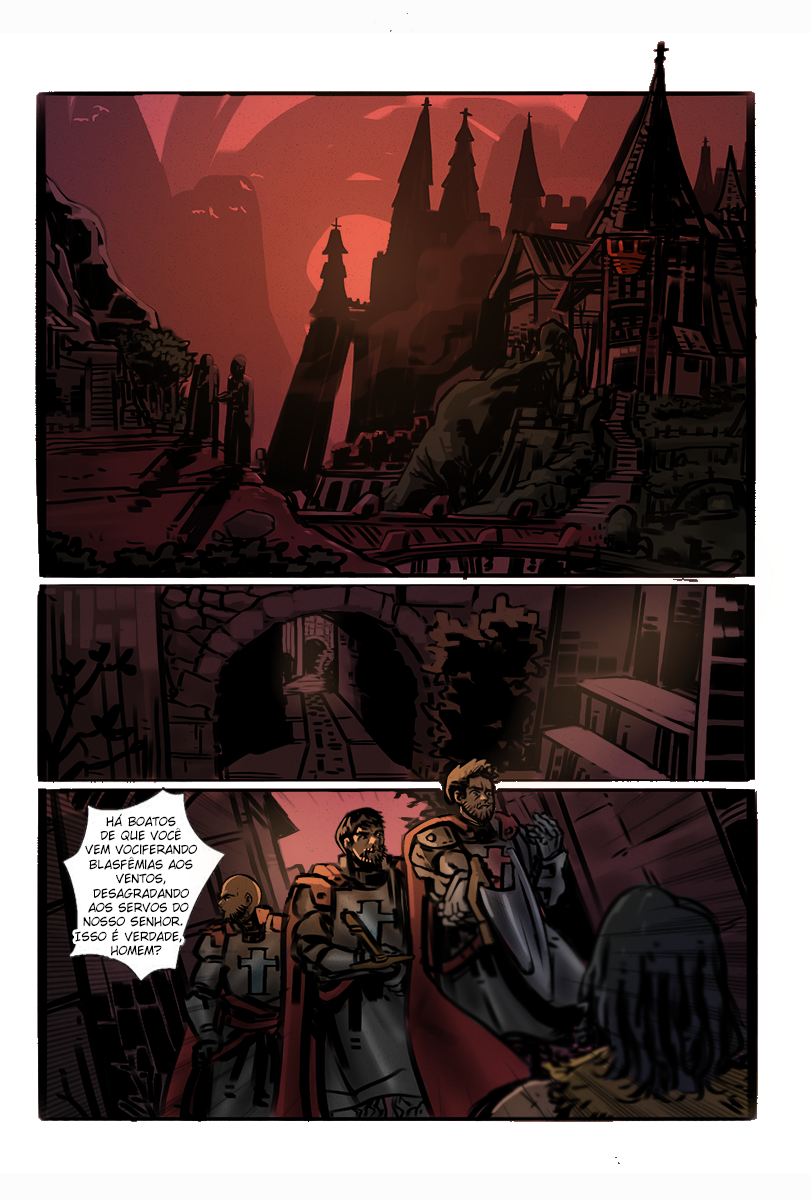 HÁ BOATOS
DE QUE VOCÊ
VEM VOCIFERANDO
BLASFÊMIAS AOS
VENTOS,
DESAGRADANDO
AOS SERVOS DO
NOSSO SENHOR.
ISSO É VERDADE,
HOMEM?